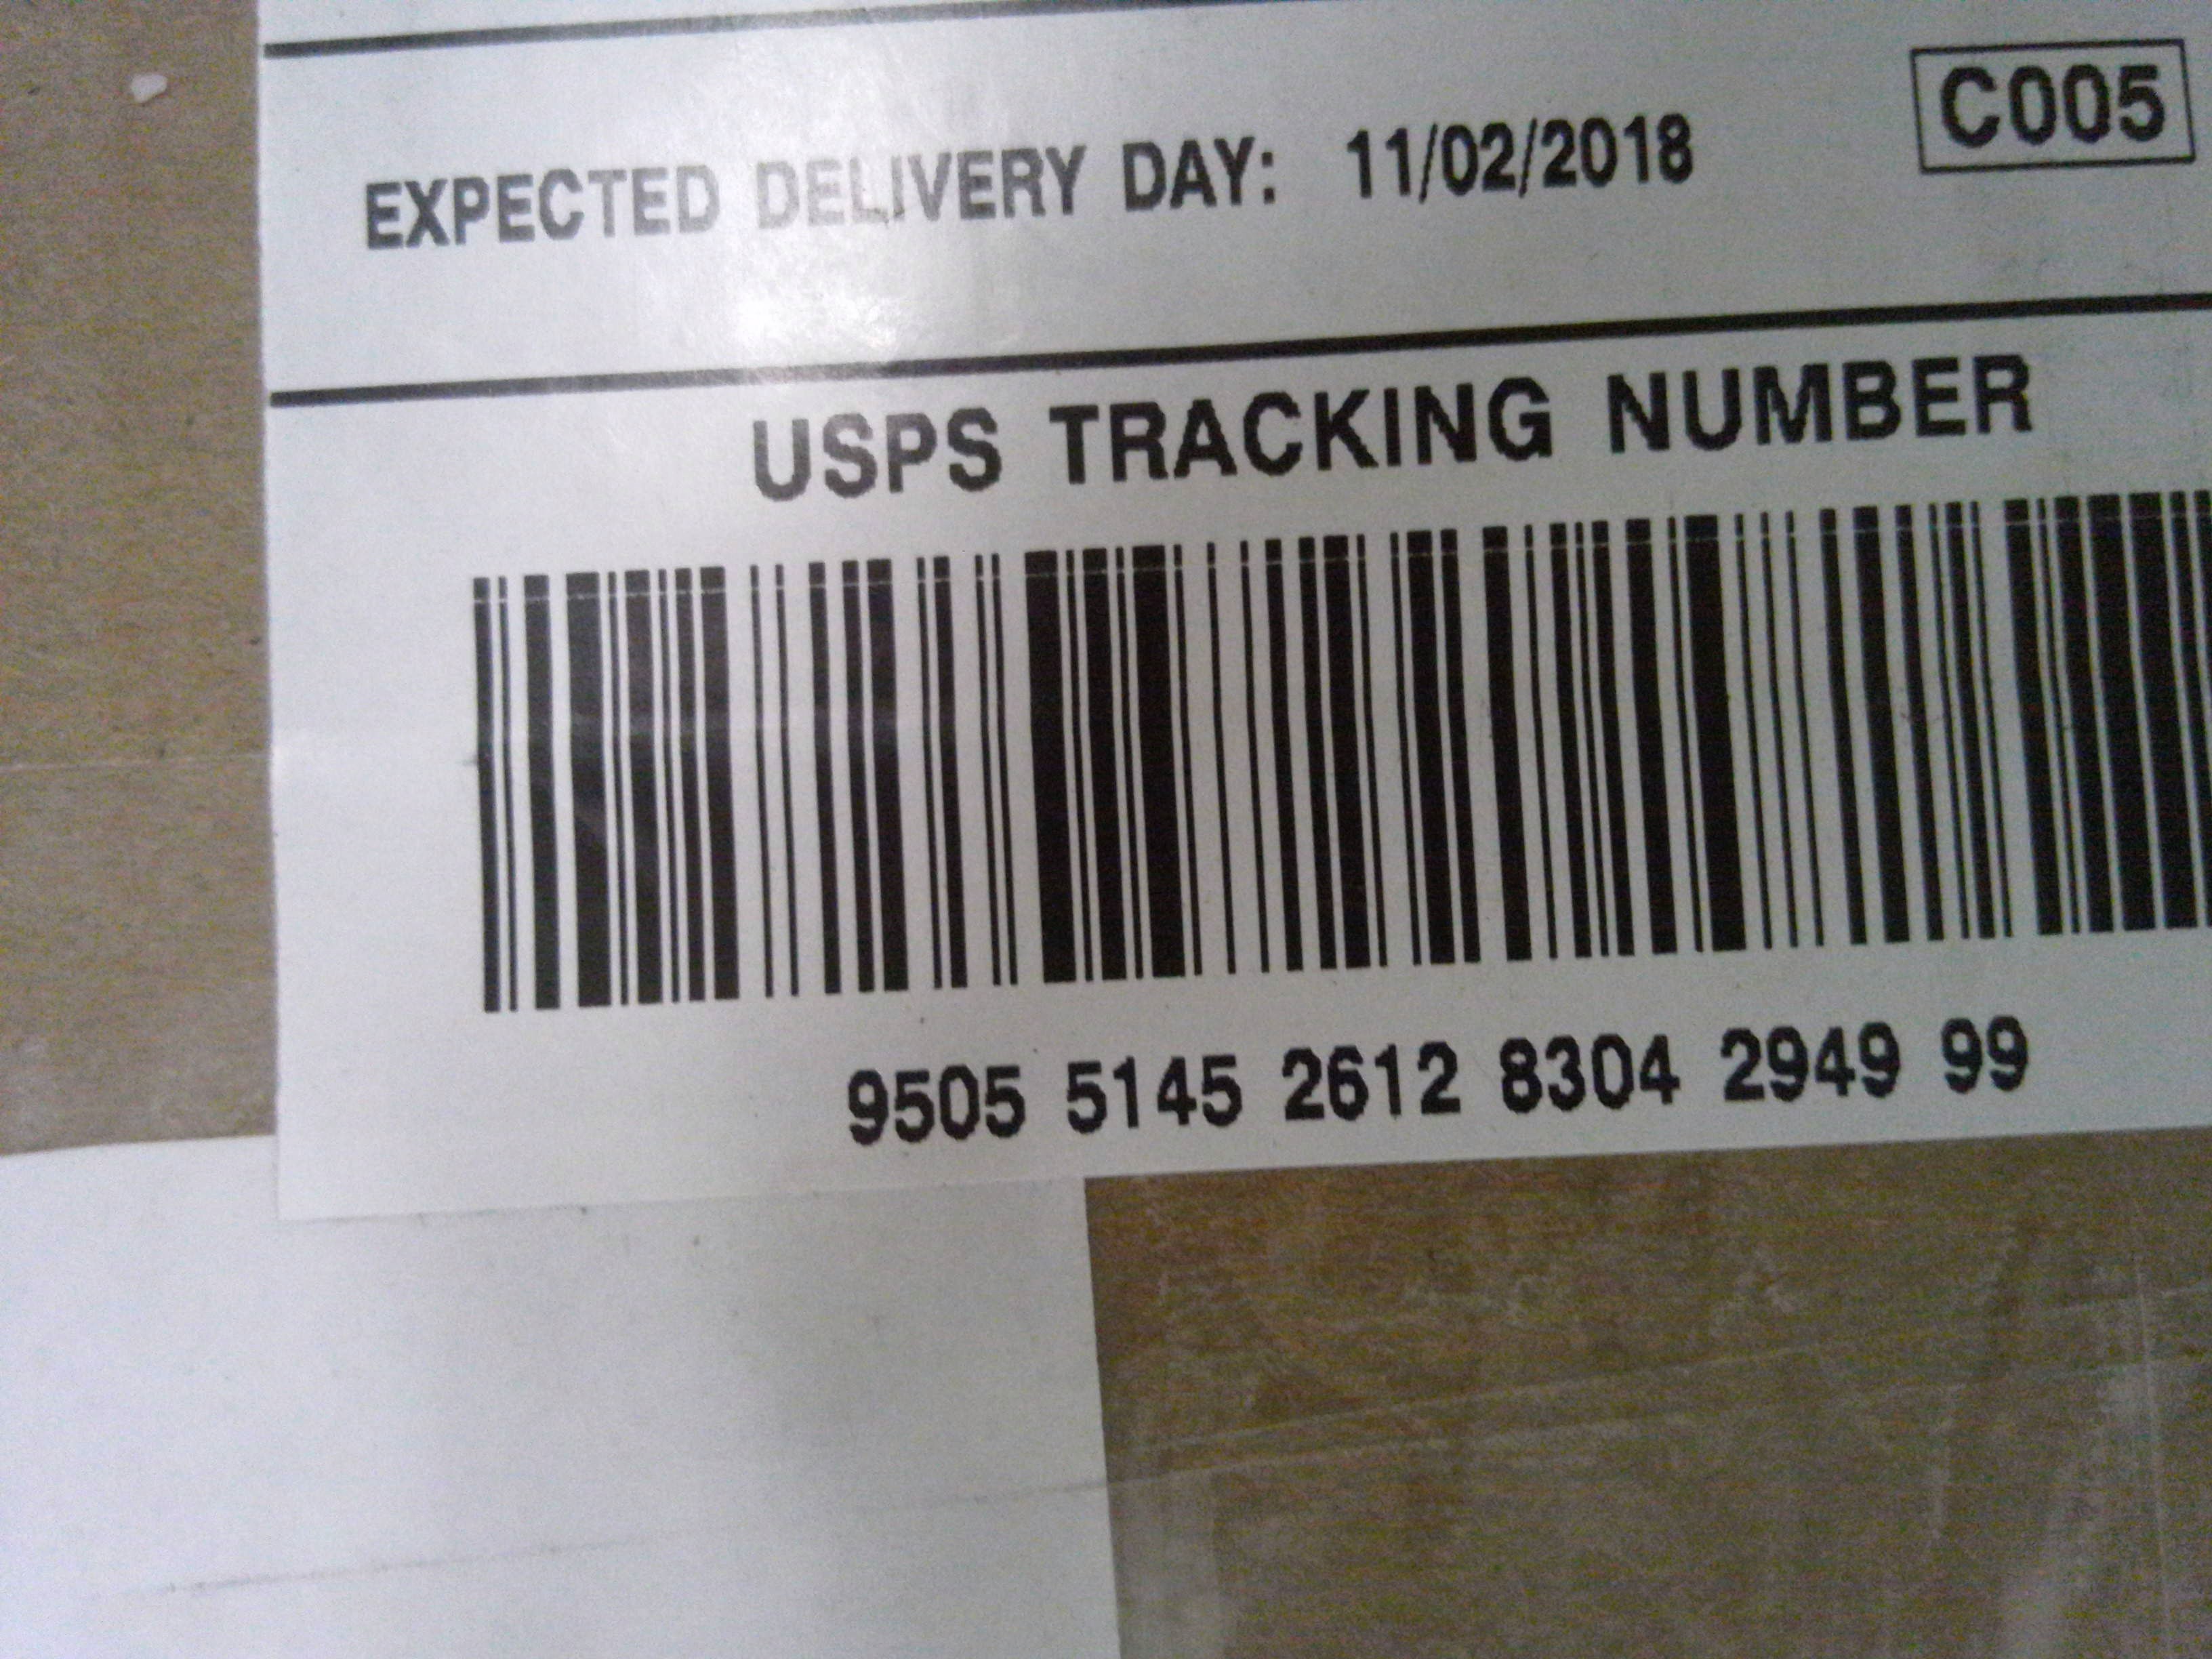 C005
EXPECTED DELIVERY DAY: 11/02/2018
USPS TRACKING NUMBER
9505 5145 2612 8304 2949 99